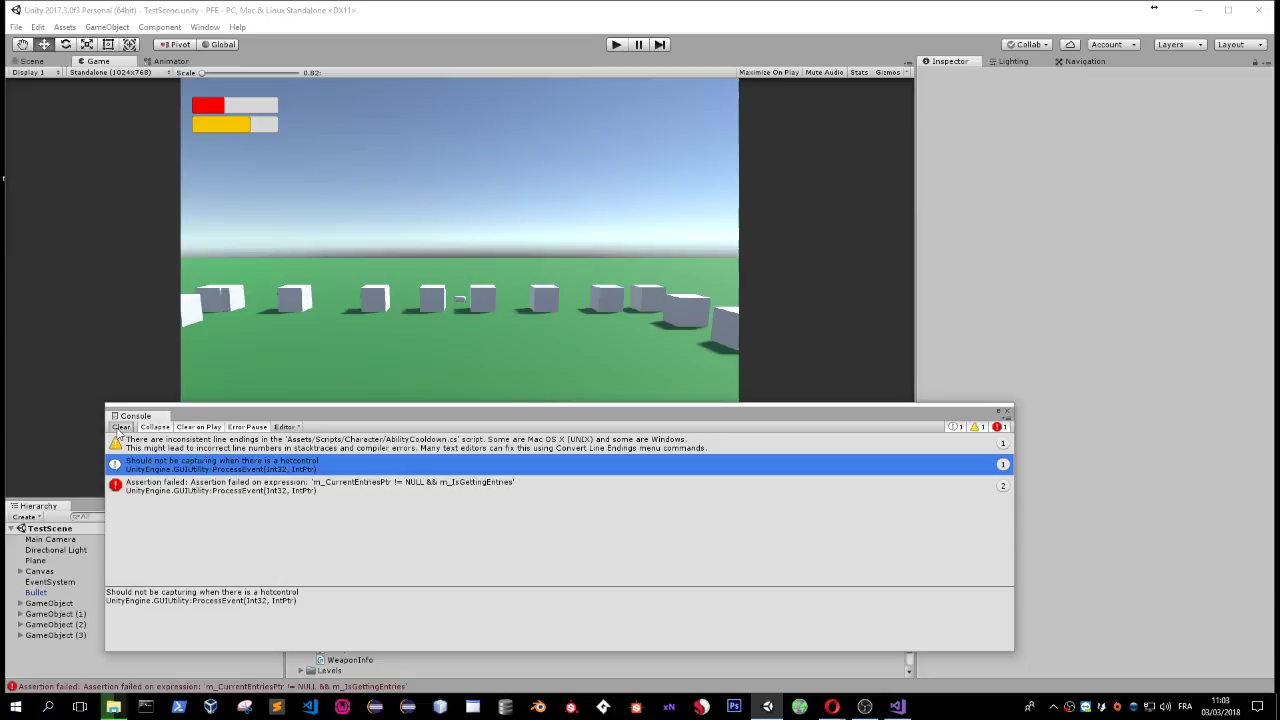 Unity 2017.3.0f3 Personal (64bit) - TestScene.unity - PFE - PC, Mac & Linux Standalone <DX11>
File Edit Assets GameObject Component Window Help
Pivot Global Collab Account Layers Layout
Scene Game Animator Inspector Lighting Navigation
Display 1 Standalone (1024x768) Scale 0.82: Maximize On Play Mute Audio Stats Gizmos
Console
Clear Collapse Clear on Play Error Pause Editor 1 1 1
There are inconsistent line endings in the 'Assets/Scripts/Character/AbilityCooldown.cs' script. Some are Mac OS X (UNIX) and some are Windows.
This might lead to incorrect line numbers in stacktraces and compiler errors. Many text editors can fix this using Convert Line Endings menu commands.
1
Should not be capturing when there is a hotcontrol
UnityEngine.GUIUtility:ProcessEvent(Int32, IntPtr)
1
Assertion failed: Assertion failed on expression: 'm_CurrentEntriesPtr != NULL && m_IsGettingEntries'
UnityEngine.GUIUtility:ProcessEvent(Int32, IntPtr)
2
Should not be capturing when there is a hotcontrol
UnityEngine.GUIUtility:ProcessEvent(Int32, IntPtr)
Hierarchy
Create
TestScene
Main Camera
Directional Light
Plane
Canvas
EventSystem
Bullet
GameObject
GameObject (1)
GameObject (2)
GameObject (3)
WeaponInfo
Levels
Assertion failed: Assertion failed on expression: 'm_CurrentEntriesPtr != NULL && m_IsGettingEntries'
FRA
11:03
03/03/2018